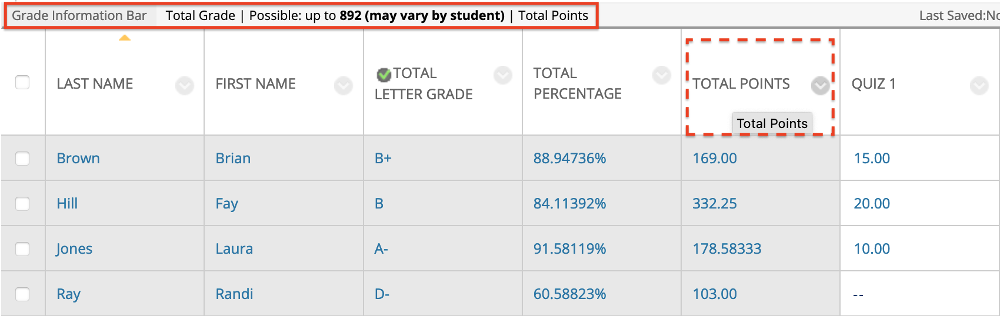 Grade Information Bar Total Grade | Possible: up to 892 (may vary by student) | Total Points Last Saved:No
LAST NAME FIRST NAME TOTAL LETTER GRADE TOTAL PERCENTAGE TOTAL POINTS QUIZ 1
Total Points
Brown Brian B+ 88.94736% 169.00 15.00
Hill Fay B 84.11392% 332.25 20.00
Jones Laura A- 91.58119% 178.58333 10.00
Ray Randi D- 60.58823% 103.00 --